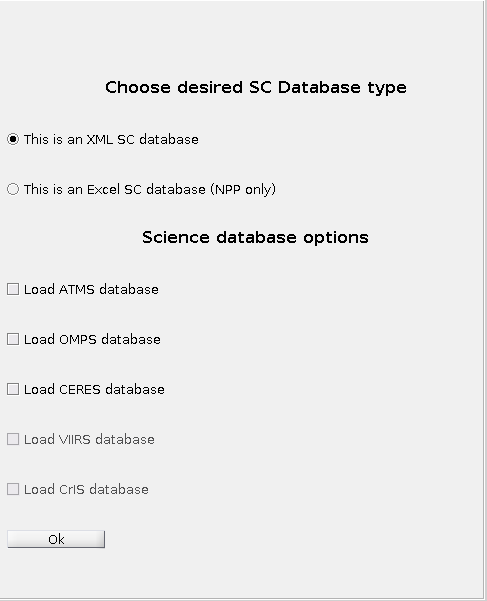 Choose desired SC Database type
This is an XML SC database
This is an Excel SC database (NPP only)
Science database options
Load ATMS database
Load OMPS database
Load CERES database
Load VIIRS database
Load CrIS database
Ok